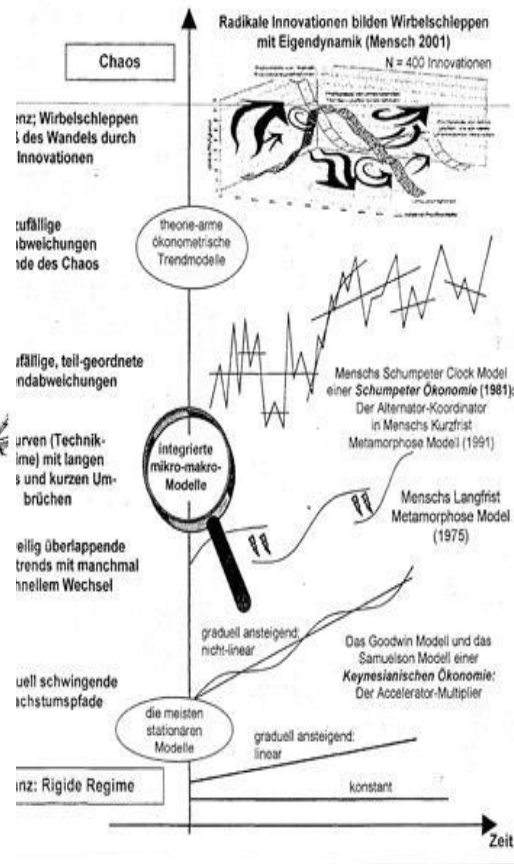 Radikale Innovationen bilden Wirbelschleppen
mit Eigendynamik (Mensch 2001)
N = 400 Innovationen
Chaos
enz; Wirbelschleppen
ß des Wandels durch
Innovationen
zufällige
abweichungen
nde des Chaos
theorie-arme
ökonometrische
Trendmodelle
ufällige, teil-geordnete
endabweichungen
Menschs Schumpeter Clock Model
einer Schumpeter Ökonomie (1981);
Der Alternator-Koordinator
in Menschs Kurzfrist
Metamorphose Modell (1991)
urven (Technik-
ime) mit langen
s und kurzen Um-
brüchen
integrierte
mikro-makro-
Modelle
Menschs Langfrist
Metamorphose Model
(1975)
eilig überlappende
trends mit manchmal
hnellem Wechsel
graduell ansteigend;
nicht-linear
Das Goodwin Modell und das
Samuelson Modell einer
Keynesianischen Ökonomie:
Der Accelerator-Multiplier
uell schwingende
achstumspfade
die meisten
stationären
Modelle
graduell ansteigend:
linear
anz: Rigide Regime
konstant
Zeit